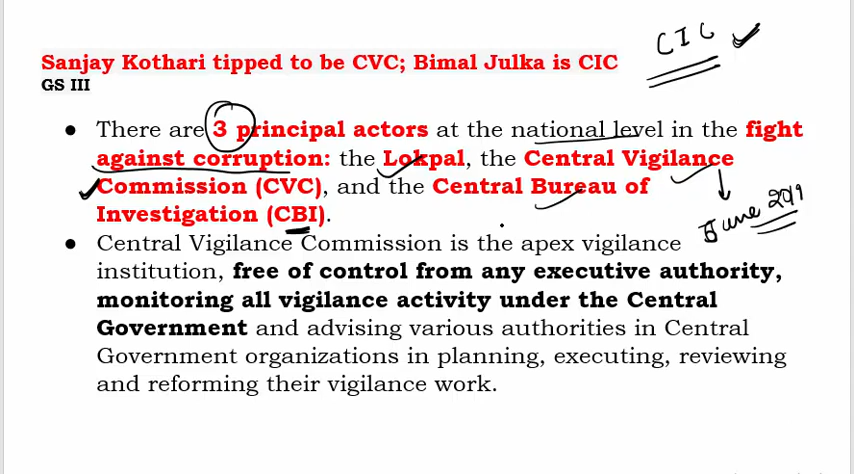 CIC
Sanjay Kothari tipped to be CVC; Bimal Julka is CIC
GS III
● There are 3 principal actors at the national level in the fight
against corruption: the Lokpal, the Central Vigilance
Commission (CVC), and the Central Bureau of
Investigation (CBI).
June 2019
● Central Vigilance Commission is the apex vigilance
institution, free of control from any executive authority,
monitoring all vigilance activity under the Central
Government and advising various authorities in Central
Government organizations in planning, executing, reviewing
and reforming their vigilance work.